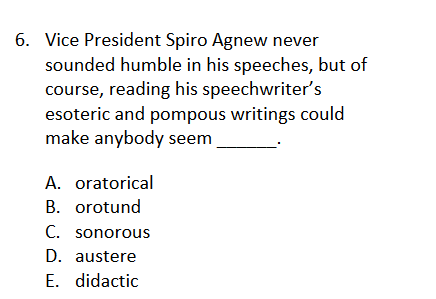 6. Vice President Spiro Agnew never
sounded humble in his speeches, but of
course, reading his speechwriter's
esoteric and pompous writings could
make anybody seem ______.
A. oratorical
B. orotund
C. sonorous
D. austere
E. didactic